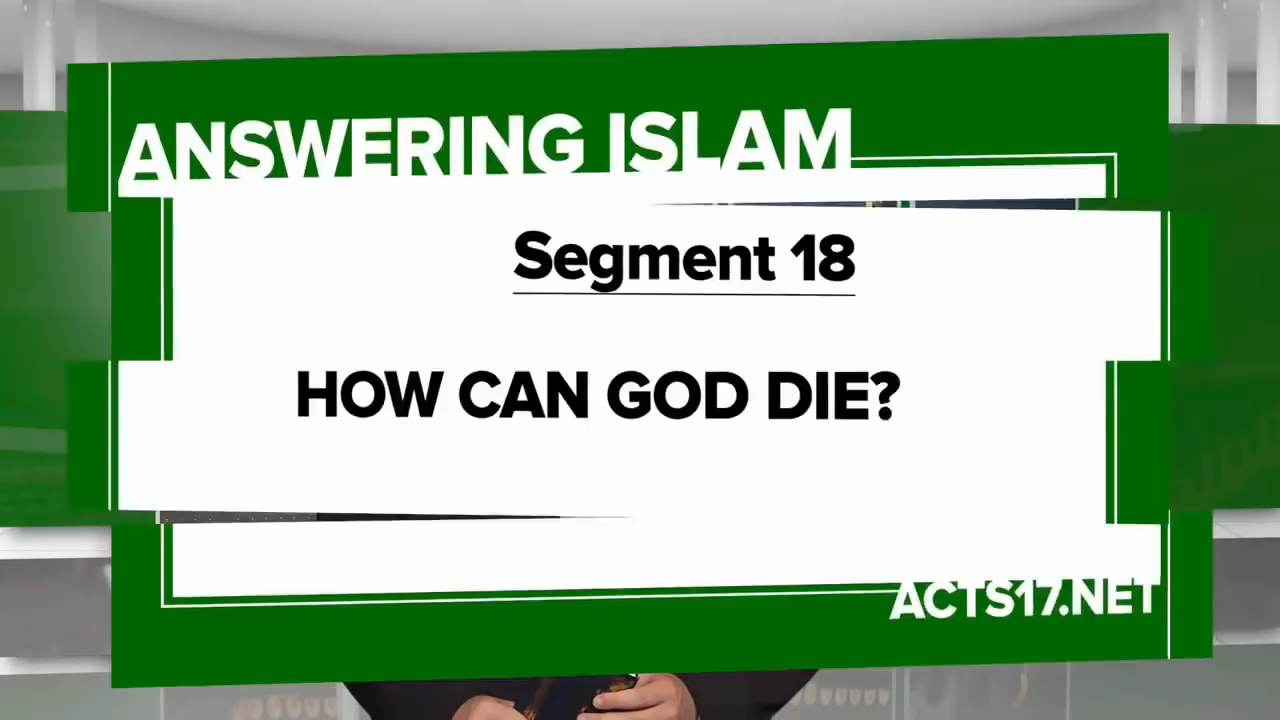 ANSWERING ISLAM
Segment 18
HOW CAN GOD DIE?
ACTS17.NET